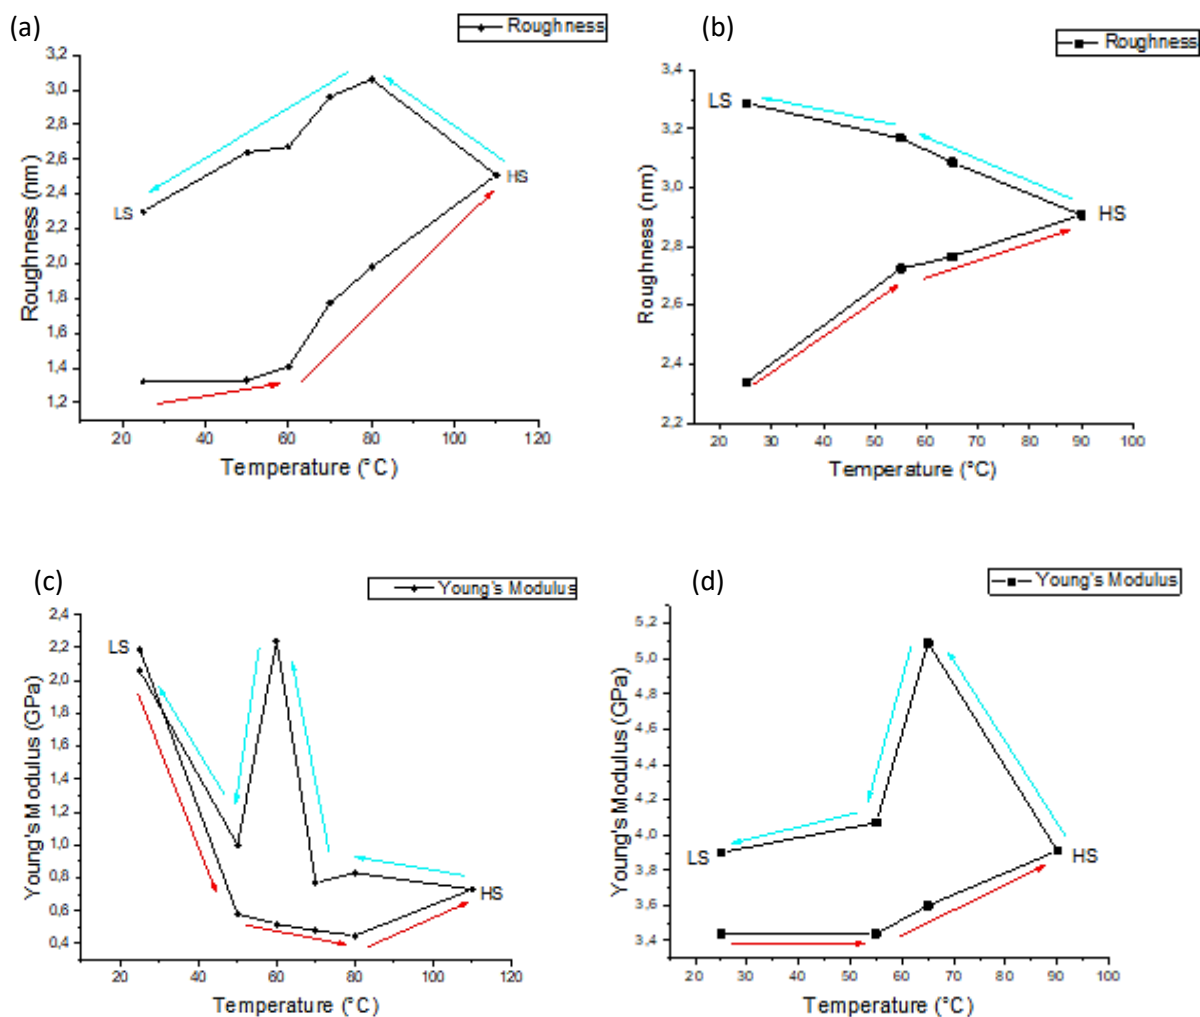 (a)
Roughness
3,2
3,0
2,8
2,6
2,4
2,2
2,0
1,8
1,6
1,4
1,2
Roughness (nm)
LS
HS
20
40
60
80
100
120
Temperature (°C)
(b)
Roughness
3,4
3,2
3,0
2,8
2,6
2,4
2,2
Roughness (nm)
LS
HS
20
30
40
50
60
70
80
90
100
Temperature (°C)
(c)
Young's Modulus
2,4
2,2
2,0
1,8
1,6
1,4
1,2
1,0
0,8
0,6
0,4
Young's Modulus (GPa)
LS
HS
20
40
60
80
100
120
Temperature (°C)
(d)
Young's Modulus
5,2
5,0
4,8
4,6
4,4
4,2
4,0
3,8
3,6
3,4
Young's Modulus (GPa)
LS
HS
20
30
40
50
60
70
80
90
100
Temperature (°C)